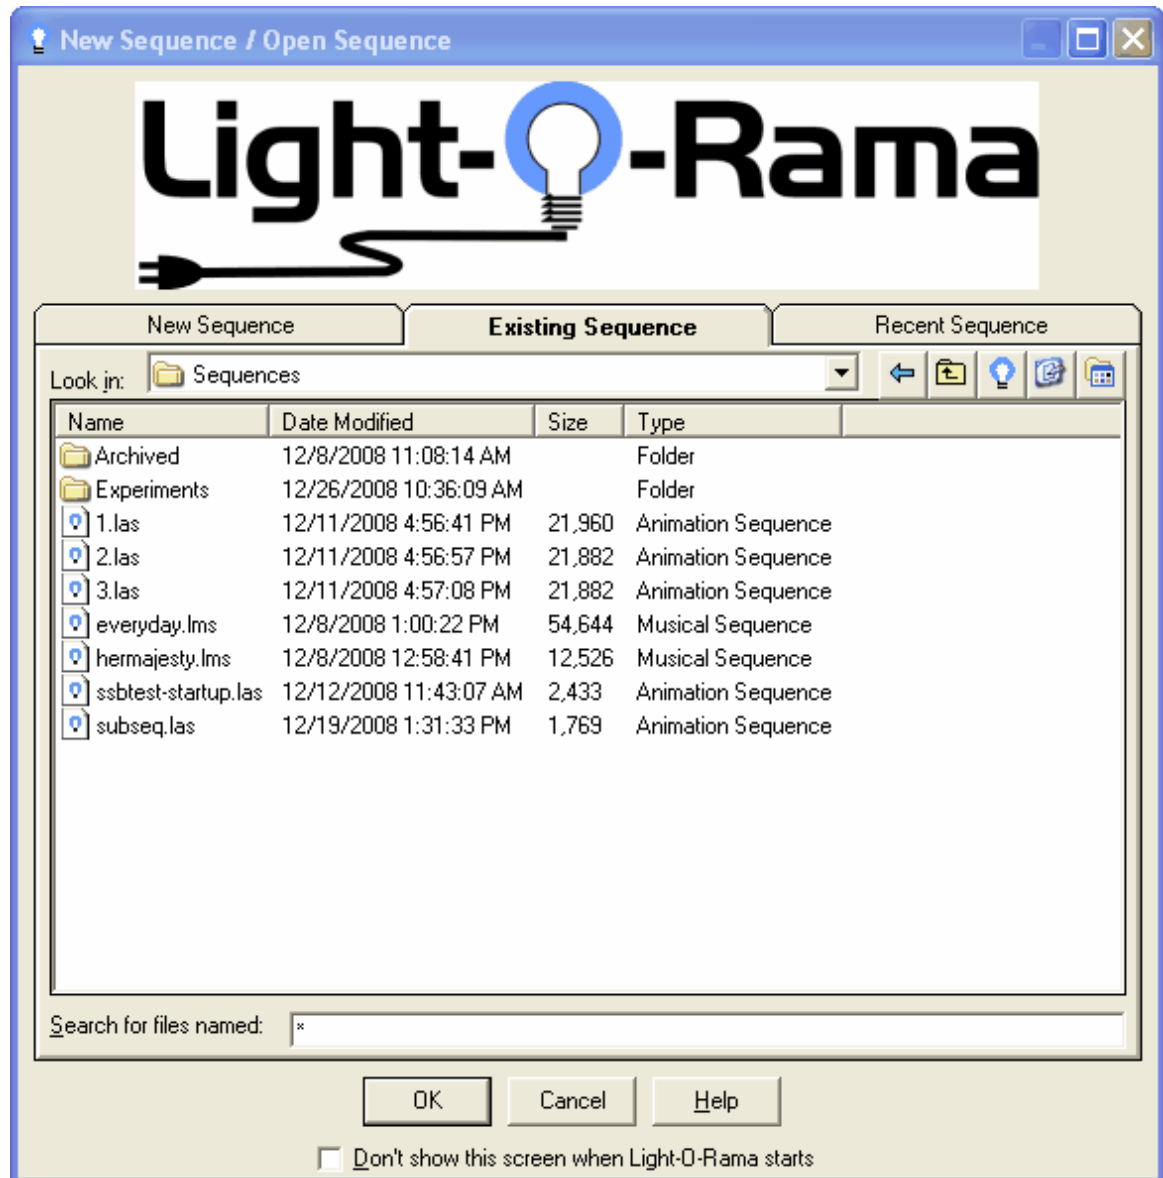 New Sequence / Open Sequence
Light-O-Rama
New Sequence Existing Sequence Recent Sequence
Look in: Sequences
Name Date Modified Size Type
Archived 12/8/2008 11:08:14 AM Folder
Experiments 12/26/2008 10:36:09 AM Folder
1.las 12/11/2008 4:56:41 PM 21,960 Animation Sequence
2.las 12/11/2008 4:56:57 PM 21,882 Animation Sequence
3.las 12/11/2008 4:57:08 PM 21,882 Animation Sequence
everyday.lms 12/8/2008 1:00:22 PM 54,644 Musical Sequence
hermajesty.lms 12/8/2008 12:58:41 PM 12,526 Musical Sequence
ssbtest-startup.las 12/12/2008 11:43:07 AM 2,433 Animation Sequence
subseq.las 12/19/2008 1:31:33 PM 1,769 Animation Sequence
Search for files named: *
OK Cancel Help
Don't show this screen when Light-O-Rama starts